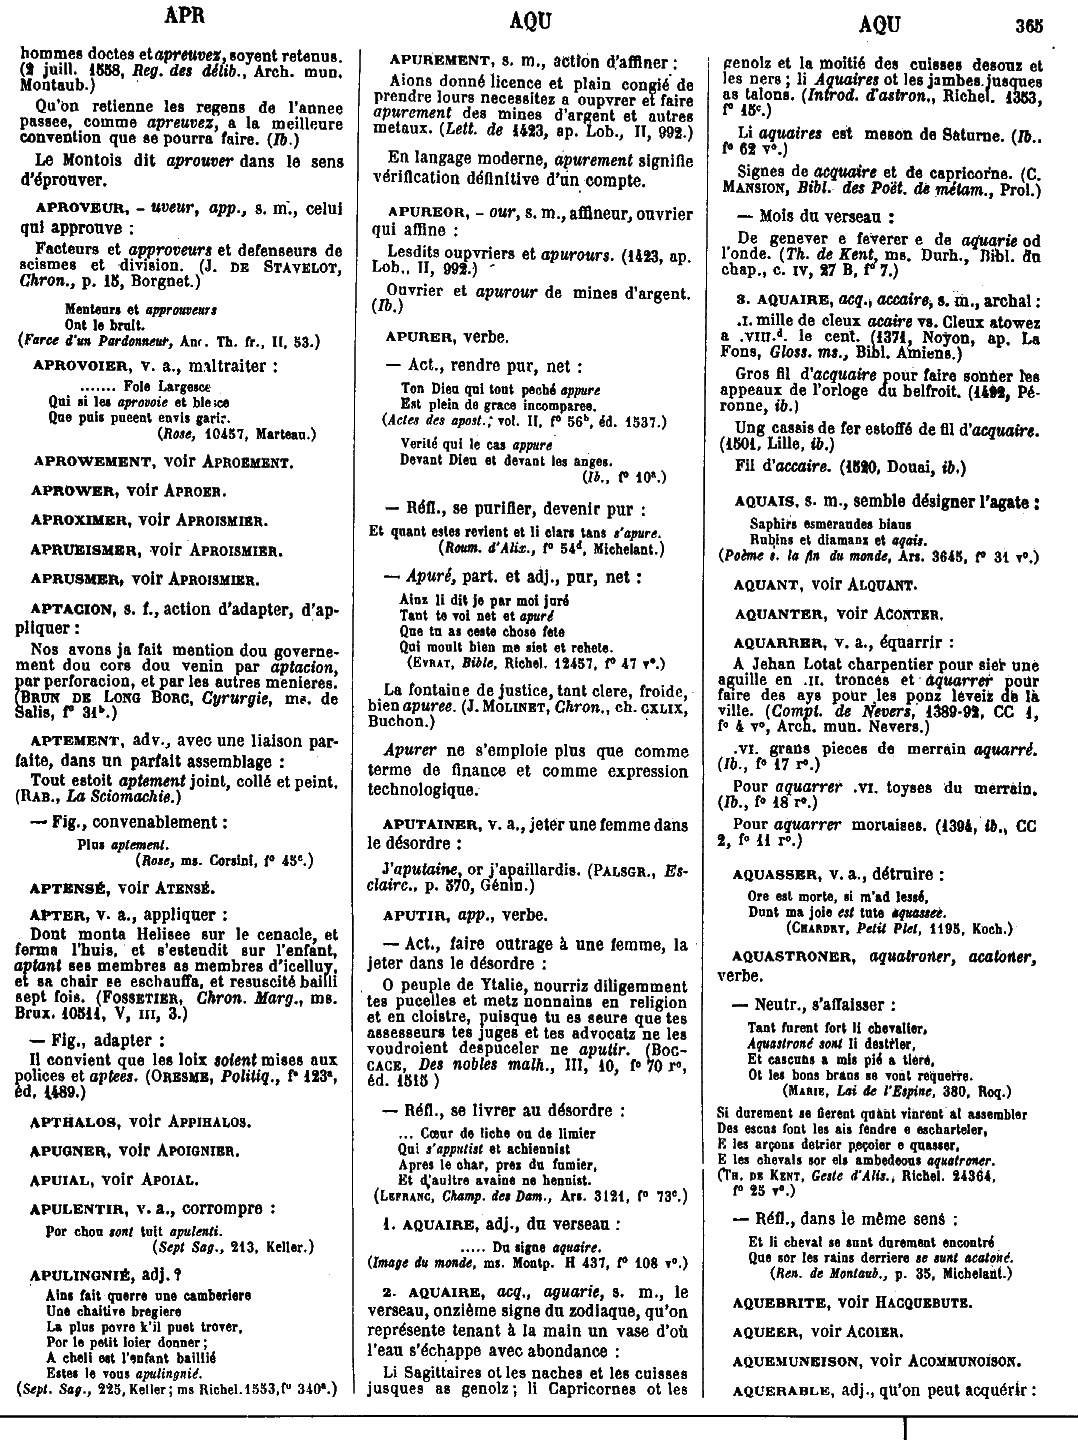 APR
AQU
AQU
365
hommes doctes et apreuvez, soyent retenus.
(2 juill. 1558, Reg. des délib., Arch. mun.
Montaub.)
Qu'on retienne les regens de l'annee
passee, comme apreuvez, a la meilleure
convention que se pourra faire. (Ib.)
Le Montois dit aprouver dans le sens
d'éprouver.
APROVEUR, - uveur, app., s. m., celui
qui approuve :
Facteurs et approveurs et defenseurs de
scismes et division. (J. DE STAVELOT,
Chron., p. 15, Borgnet.)
Menteurs et approuveurs
Ont le bruit.
(Farce d'un Pardonneur, Anc. Th. fr., II, 53.)
APROVOIER, v. a., maltraiter :
....... Fole Largesce
Qui si les aprovoie et blesce
Que puis pueent envis garir.
(Rose, 10457, Marteau.)
APROWEMENT, voir APROEMENT.
APROWER, voir APROER.
APROXIMER, voir APROISMIER.
APRUEISMER, voir APROISMIER.
APRUSMER, voir APROISMIER.
APTACION, s. f., action d'adapter, d'ap-
pliquer :
Nos avons ja fait mention dou governe-
ment dou cors dou venin par aptacion,
par perforacion, et par les autres menieres.
(BRUN DE LONG BORC, Cyrurgie, ms. de
Salis, f° 31ᵇ.)
APTEMENT, adv., avec une liaison par-
faite, dans un parfait assemblage :
Tout estoit aptement joint, collé et peint.
(RAB., La Sciomachie.)
— Fig., convenablement :
Plus aptement.
(Rose, ms. Corsini, f° 45ᶜ.)
APTENSÉ, voir ATENSÉ.
APTER, v. a., appliquer :
Dont monta Helisee sur le cenacle, et
ferma l'huis, et s'estendit sur l'enfant,
aptant ses membres as membres d'icelluy,
et sa chair se eschauffa, et resuscité bailli
sept fois. (FOSSETIER, Chron. Marg., ms.
Brux. 10511, V, III, 3.)
— Fig., adapter :
Il convient que les loix soient mises aux
polices et aptees. (ORESME, Politiq., f° 123ᵃ,
éd. 1489.)
APTHALOS, voir APPIHALOS.
APUGNER, voir APOIGNIER.
APUIAL, voir APOIAL.
APULENTIR, v. a., corrompre :
Por chou sont tuit apulenti.
(Sept Sag., 213, Keller.)
APULINGNIÉ, adj.?
Ains fait querre une camberiere
Une chaitive bregiere
La plus povre k'il puet trover,
Por le petit loier donner ;
A cheli est l'enfant baillié
Estes le vous apulingnié.
(Sept. Sag., 225, Keller ; ms Richel. 1553, f° 340ᵃ.)
APUREMENT, s. m., action d'affiner :
Aions donné licence et plain congié de
prendre lours necessitez a oupvrer et faire
apurement des mines d'argent et autres
metaux. (Lett. de 1423, ap. Lob., II, 992.)
En langage moderne, apurement signifie
vérification définitive d'un compte.
APUREOR, - our, s. m., affineur, ouvrier
qui affine :
Lesdits oupvriers et apurours. (1423, ap.
Lob., II, 992.)
Ouvrier et apurour de mines d'argent.
(Ib.)
APURER, verbe.
— Act., rendre pur, net :
Ton Dieu qui tout peché appure
Est plein de grace incomparee.
(Actes des apost., vol. II, f° 56ᵇ, éd. 1537.)
Verité qui le cas appure
Devant Dieu et devant les anges.
(Ib., f° 10ᵃ.)
— Réfl., se purifier, devenir pur :
Et quant estes revient et li clars tans s'apure.
(Roum. d'Alix., f° 54ᵈ, Michelant.)
— Apuré, part. et adj., pur, net :
Ainz li dit je par moi juré
Tant te voi net et apuré
Que tu as ceste chose fete
Qui moult bien me siet et rehete.
(EVRAT, Bible, Richel. 12457, f° 47 v°.)
La fontaine de justice, tant clere, froide,
bien apuree. (J. MOLINET, Chron., ch. CXLIX,
Buchon.)
Apurer ne s'emploie plus que comme
terme de finance et comme expression
technologique.
APUTAINER, v. a., jeter une femme dans
le désordre :
J'aputaine, or j'apaillardis. (PALSGR., Es-
clairc., p. 370, Génin.)
APUTIR, app., verbe.
— Act., faire outrage à une femme, la
jeter dans le désordre :
O peuple de Ytalie, nourriz diligemment
tes pucelles et metz nonnains en religion
et en cloistre, puisque tu es seure que tes
assesseurs tes juges et tes advocatz ne les
voudroient despuceler ne aputir. (BOC-
CACE, Des nobles malh., III, 10, f° 70 r°,
éd. 1515)
— Réfl., se livrer au désordre :
... Cœur de liche ou de limier
Qui s'apputist et achiennist
Apres le char, pres du fumier,
Et d'aultre avaine ne hennist.
(LEFRANC, Champ. des Dam., Ars. 3121, f° 73ᶜ.)
1. AQUAIRE, adj., du verseau :
..... Du signe aquaire.
(Image du monde, ms. Montp. H 437, f° 108 v°.)
2. AQUAIRE, acq., aguarie, s. m., le
verseau, onzième signe du zodiaque, qu'on
représente tenant à la main un vase d'où
l'eau s'échappe avec abondance :
Li Sagittaires ot les naches et les cuisses
jusques as genolz ; li Capricornes ot les
genolz et la moitié des cuisses desouz et
les ners ; li Aquaires ot les jambes jusques
as talons. (Introd. d'astron., Richel. 1353,
f° 15ᶜ.)
Li aquaires est meson de Saturne. (Ib.,
f° 62 v°.)
Signes de acquaire et de capricorne. (C.
MANSION, Bibl. des Poët. de métam., Prol.)
— Mois du verseau :
De genever e feverer e de aquarie od
l'onde. (Th. de Kent, ms. Durh., Bibl. du
chap., c. IV, 27 B, f° 7.)
3. AQUAIRE, acq., accaire, s. m., archal :
.I. mille de cleux acaire vs. Cleux atowez
a .VIII.ᵈ. le cent. (1371, Noyon, ap. La
Fons, Gloss. ms., Bibl. Amiens.)
Gros fil d'acquaire pour faire sonner les
appeaux de l'orloge du belfroit. (1492, Pé-
ronne, ib.)
Ung cassis de fer estoffé de fil d'acquaire.
(1501, Lille, ib.)
Fil d'accaire. (1520, Douai, ib.)
AQUAIS, s. m., semble désigner l'agate :
Saphirs esmeraudes biaus
Rubins et diamanz et aqais.
(Poème s. la fin du monde, Ars. 3645, f° 31 v°.)
AQUANT, voir ALQUANT.
AQUANTER, voir ACONTER.
AQUARRER, v. a., équarrir :
A Jehan Lotat charpentier pour sier une
aguille en .II. tronces et aquarrer pour
faire des ays pour les ponz leveiz de la
ville. (Compt. de Nevers, 1389-92, CC 1,
f° 4 v°, Arch. mun. Nevers.)
.VI. grans pieces de merrain aquarré.
(Ib., f° 17 r°.)
Pour aquarrer .VI. toyses du merrain.
(Ib., f° 18 r°.)
Pour aquarrer mortaises. (1394, ib., CC
2, f° 11 r°.)
AQUASSER, v. a., détruire :
Ore est morte, si m'ad lessé,
Dunt ma joie est tute aquassee.
(CHARDRY, Petit Plet, 1195, Koch.)
AQUASTRONER, aquatroner, acatoner,
verbe.
— Neutr., s'affaisser :
Tant furent fort li chevalier,
Aquastroné sont li destrier,
Et cascuns a mis pié a tiere,
Ot les bons brans se vont requerre.
(MARIE, Lai de l'Espine, 380, Roq.)
Si durement se fierent quant vinrent al assembler
Des escus font les ais fendre e escharteler,
E les arçons detrier peçoier e quasser,
E les chevals sor els ambedeous aquatroner.
(TH. DE KENT, Geste d'Alis., Richel. 24364,
f° 25 v°.)
— Réfl., dans le même sens :
Et li cheval se sunt durement encontré
Que sor les rains derriere se sunt acatoné.
(Ren. de Montaub., p. 35, Michelant.)
AQUEBRITE, voir HACQUEBUTE.
AQUEER, voir ACOIER.
AQUEMUNEISON, voir ACOMMUNOISON.
AQUERABLE, adj., qu'on peut acquérir :